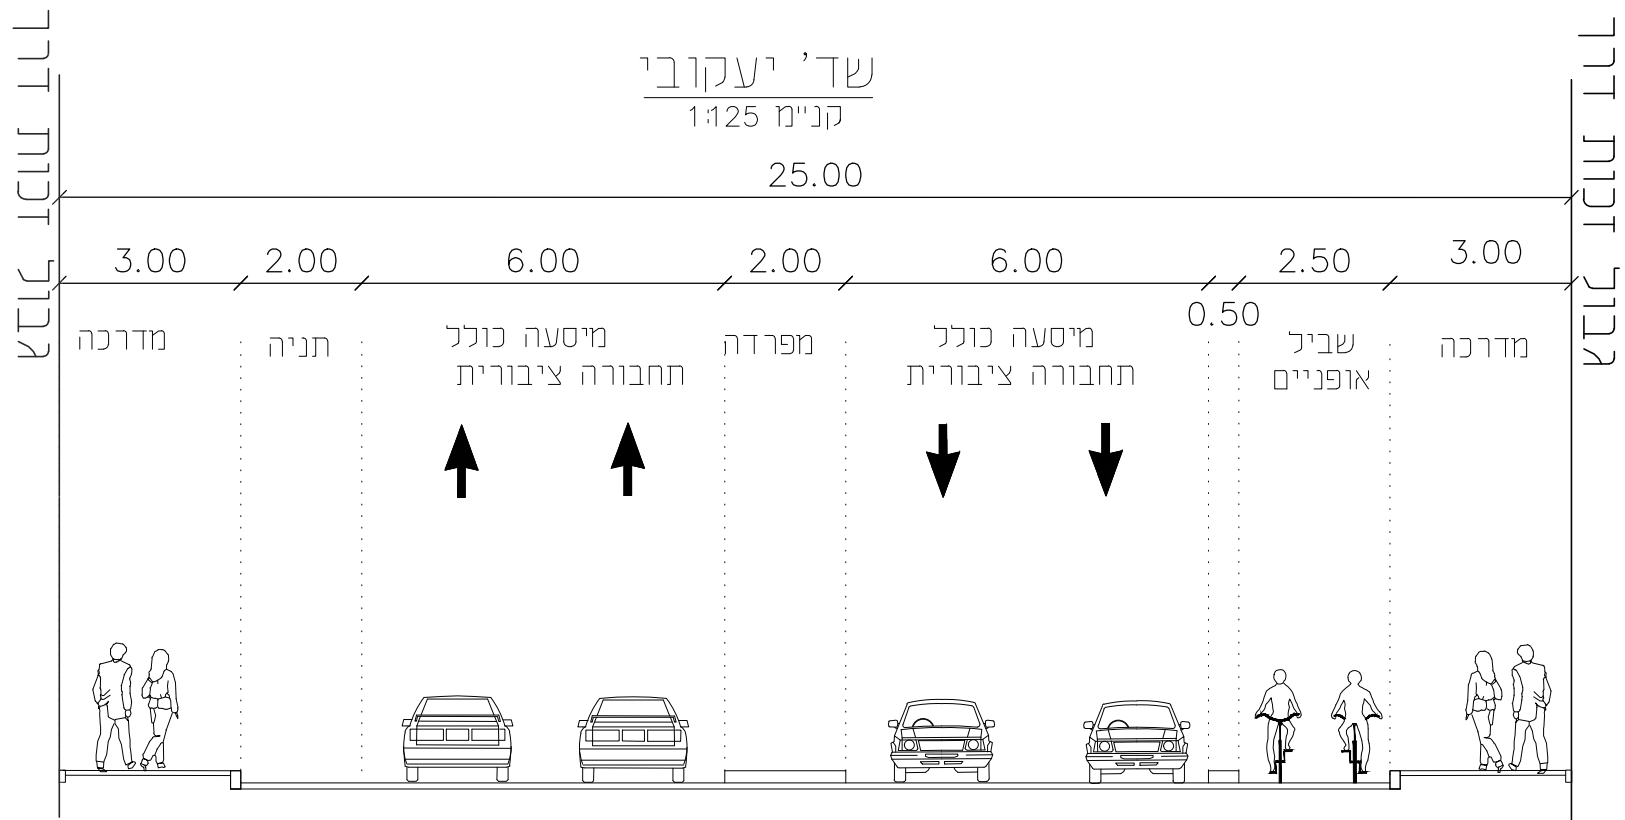 שד' יעקובי
קניימ 1:125
25.00
3.00
2.00
6.00
2.00
6.00
0.50
2.50
3.00
מדרכה
תניה
מיסעה כולל
תחבורה ציבורית
מפרדה
מיסעה כולל
תחבורה ציבורית
שביל
אופניים
מדרכה
גבול זכות דרך
גבול זכות דרך